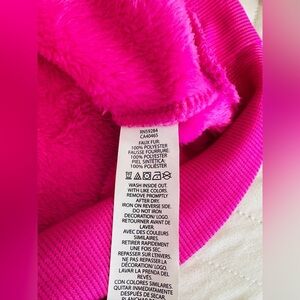 RN59284
CA40465
FAUX FUR:
100% POLYESTER
FAUSSE FOURRURE:
100% POLYESTER
PIEL SINTÉTICA:
100% POLIÉSTER
WASH INSIDE OUT.
WITH LIKE COLORS.
REMOVE PROMPTLY
AFTER DRY.
IRON ON REVERSE SIDE.
DO NOT IRON
DECORATION/ LOGO.
RETOURNER AVANT DE
LAVER.
AVEC DES COULEURS
SIMILAIRES.
RETIRER RAPIDEMENT
UNE FOIS SEC.
REPASSER SUR L'ENVERS.
NE PAS REPASSER LA
DÉCORATION/LOGO.
LAVAR LA PRENDA DEL
REVÉS.
CON COLORES
SIMILARES.
DESPUÉS DE SECAR